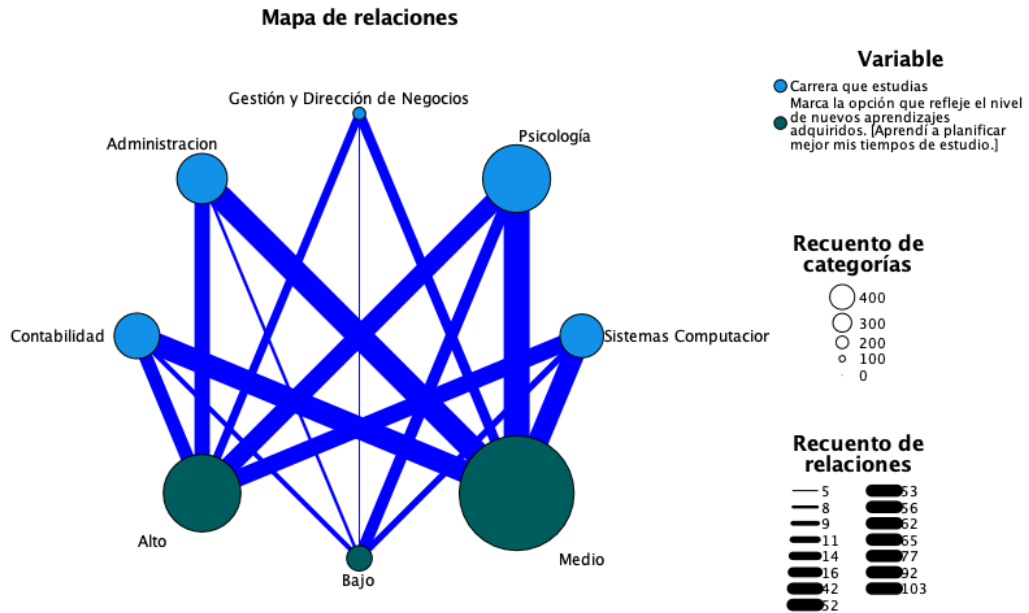 Mapa de relaciones
Gestión y Dirección de Negocios
Psicología
Administracion
Contabilidad
Sistemas Computacior
Alto
Bajo
Medio
Variable
Carrera que estudias
Marca la opción que refleje el nivel
de nuevos aprendizajes
adquiridos. [Aprendí a planificar
mejor mis tiempos de estudio.]
Recuento de
categorías
400
300
200
100
0
Recuento de
relaciones
5
8
9
11
14
16
42
52
53
56
62
65
77
92
103